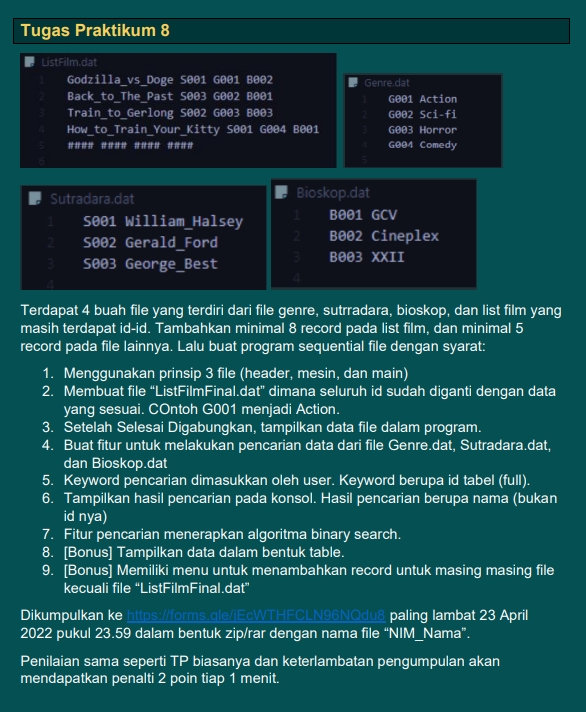 Tugas Praktikum 8
ListFilm.dat
1 Godzilla_vs_Doge S001 G001 B002
2 Back_to_The_Past S003 G002 B001
3 Train_to_Gerlong S002 G003 B003
4 How_to_Train_Your_Kitty S001 G004 B001
5 #### #### #### ####
6
Genre.dat
1 G001 Action
2 G002 Sci-fi
3 G003 Horror
4 G004 Comedy
5
Sutradara.dat
1 S001 William_Halsey
2 S002 Gerald_Ford
3 S003 George_Best
4
Bioskop.dat
1 B001 GCV
2 B002 Cineplex
3 B003 XXII
4
Terdapat 4 buah file yang terdiri dari file genre, sutrradara, bioskop, dan list film yang
masih terdapat id-id. Tambahkan minimal 8 record pada list film, dan minimal 5
record pada file lainnya. Lalu buat program sequential file dengan syarat:
1. Menggunakan prinsip 3 file (header, mesin, dan main)
2. Membuat file “ListFilmFinal.dat” dimana seluruh id sudah diganti dengan data
yang sesuai. COntoh G001 menjadi Action.
3. Setelah Selesai Digabungkan, tampilkan data file dalam program.
4. Buat fitur untuk melakukan pencarian data dari file Genre.dat, Sutradara.dat,
dan Bioskop.dat
5. Keyword pencarian dimasukkan oleh user. Keyword berupa id tabel (full).
6. Tampilkan hasil pencarian pada konsol. Hasil pencarian berupa nama (bukan
id nya)
7. Fitur pencarian menerapkan algoritma binary search.
8. [Bonus] Tampilkan data dalam bentuk table.
9. [Bonus] Memiliki menu untuk menambahkan record untuk masing masing file
kecuali file “ListFilmFinal.dat”
Dikumpulkan ke https://forms.gle/jEcWTHFCLN96NQdu8 paling lambat 23 April
2022 pukul 23.59 dalam bentuk zip/rar dengan nama file “NIM_Nama”.
Penilaian sama seperti TP biasanya dan keterlambatan pengumpulan akan
mendapatkan penalti 2 poin tiap 1 menit.